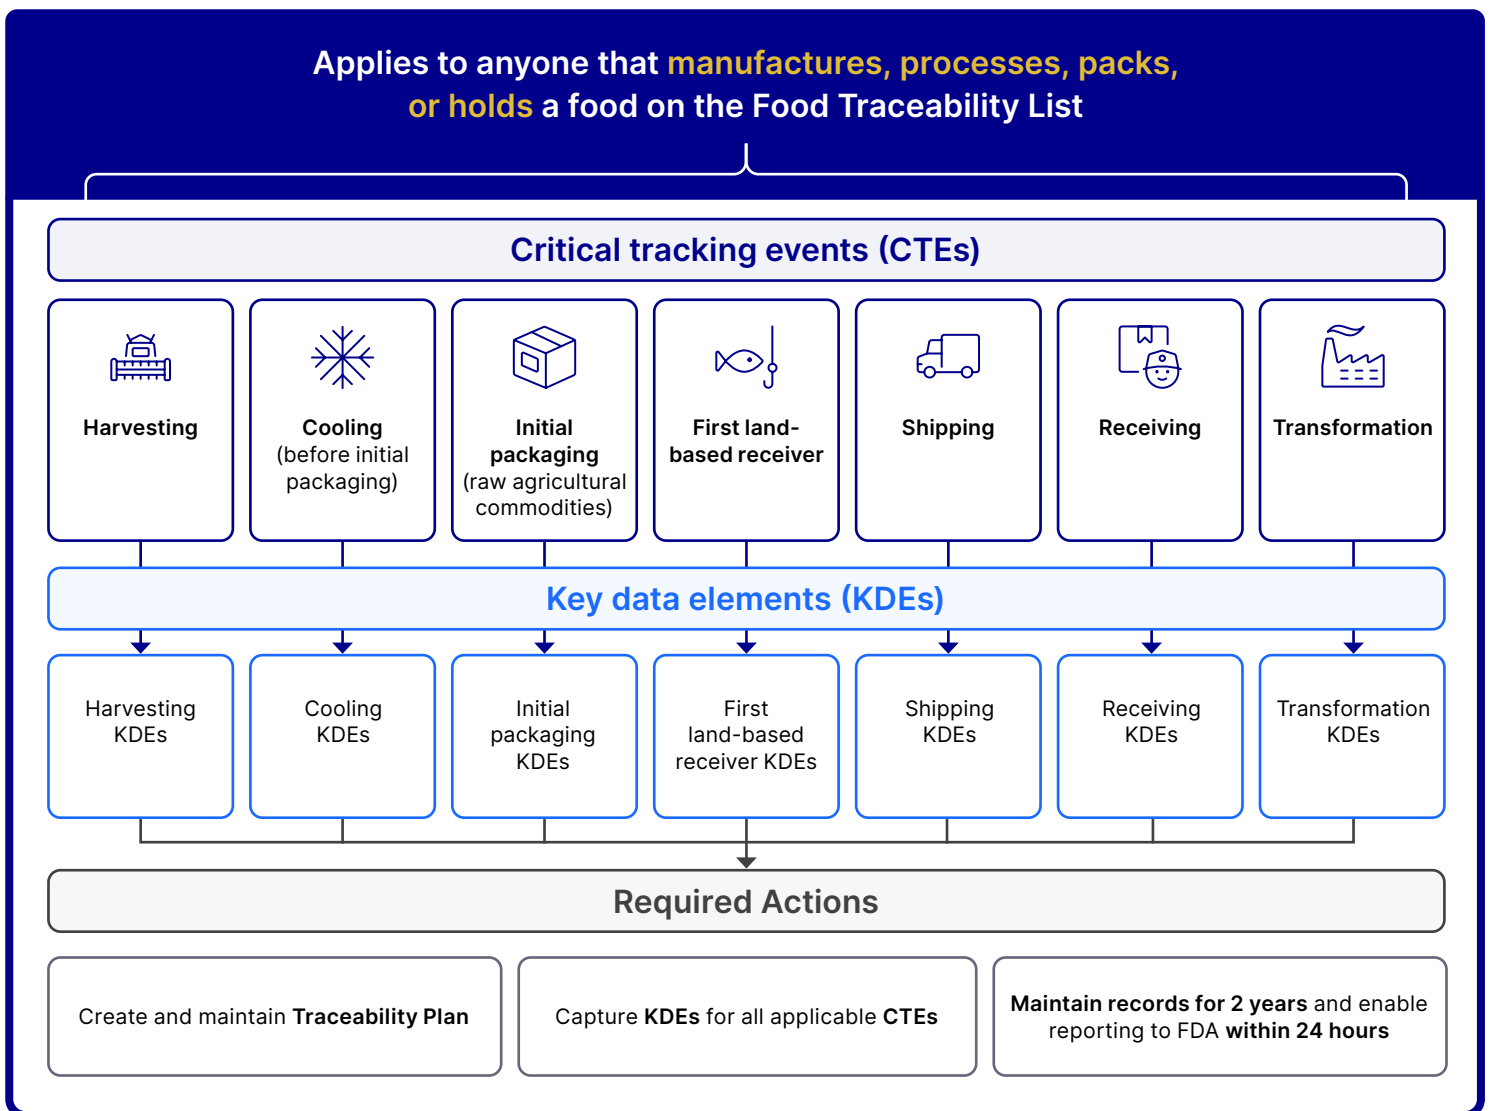 Applies to anyone that manufactures, processes, packs,
or holds a food on the Food Traceability List
Critical tracking events (CTEs)
Harvesting
Cooling
(before initial
packaging)
Initial
packaging
(raw agricultural
commodities)
First land-
based receiver
Shipping
Receiving
Transformation
Key data elements (KDEs)
Harvesting
KDEs
Cooling
KDEs
Initial
packaging
KDEs
First
land-based
receiver KDEs
Shipping
KDEs
Receiving
KDEs
Transformation
KDEs
Required Actions
Create and maintain Traceability Plan
Capture KDEs for all applicable CTEs
Maintain records for 2 years and enable
reporting to FDA within 24 hours